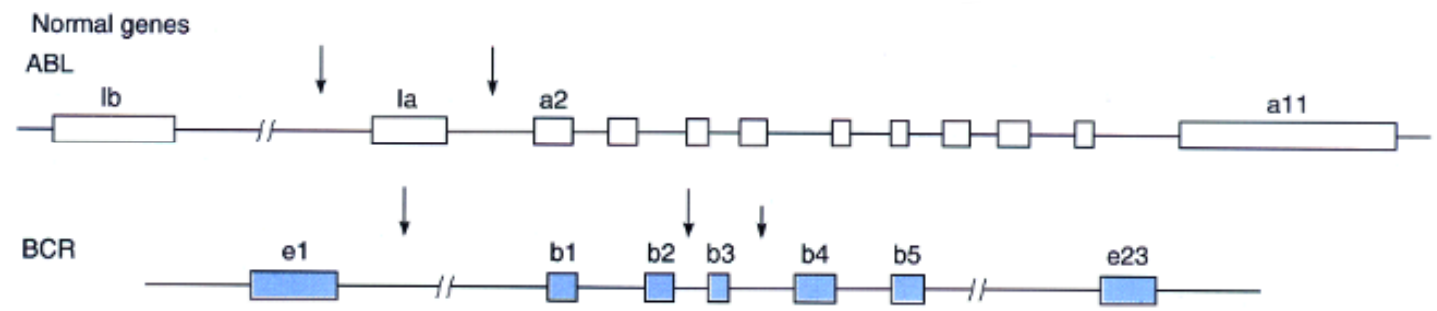 Normal genes
ABL
Ib Ia a2 a11
BCR
e1 b1 b2 b3 b4 b5 e23